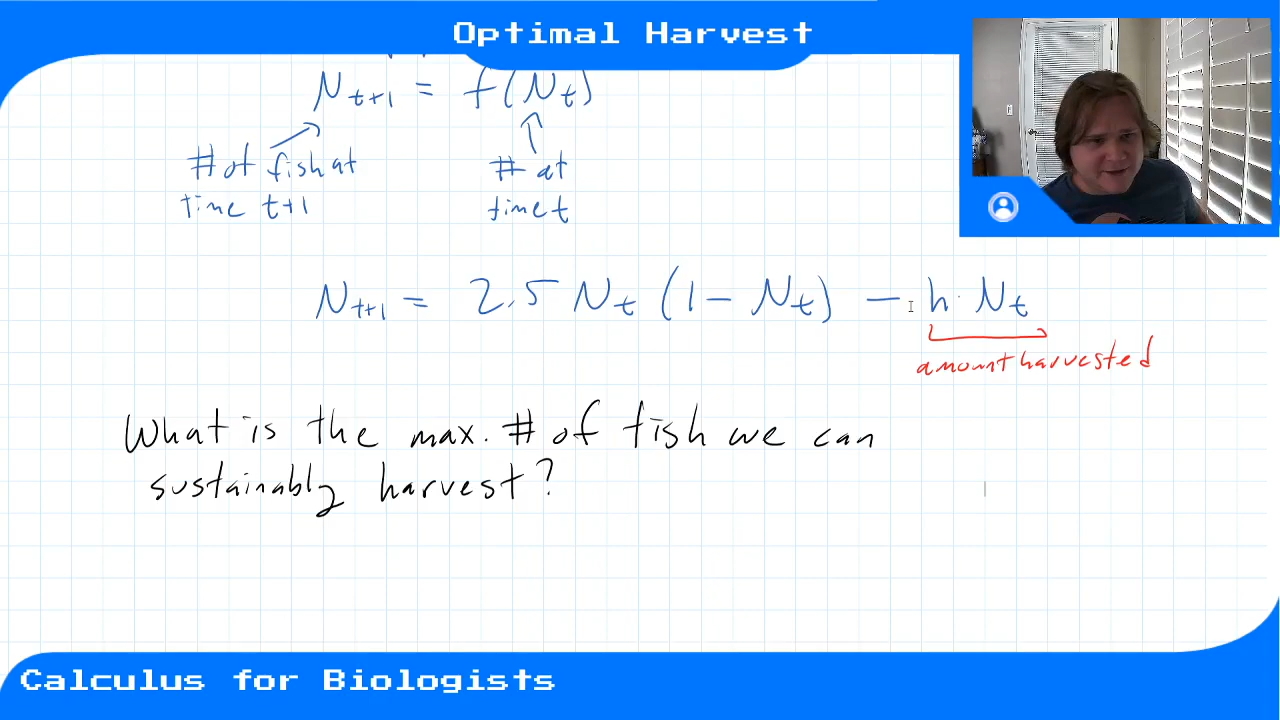 Optimal Harvest
N_{t+1} = f(N_t)
# of fish at # at
time t+1 time t
N_{t+1} = 2.5 N_t (1 - N_t) - h · N_t
amount harvested
What is the max. # of fish we can
sustainably harvest?
Calculus for Biologists